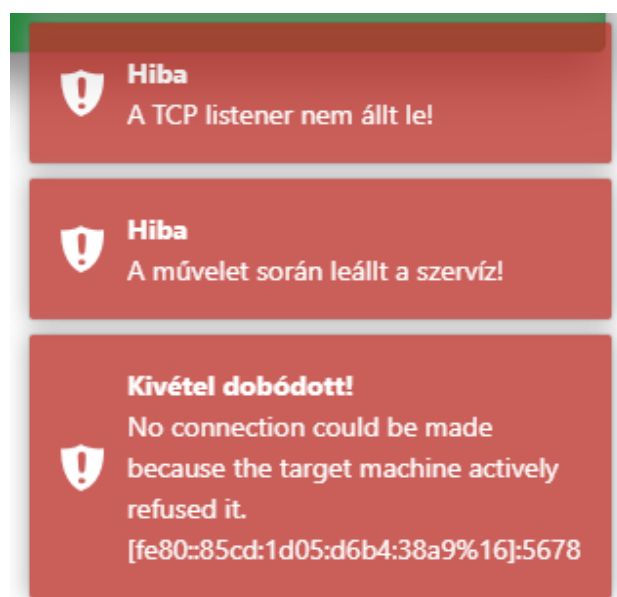 Hiba
A TCP listener nem állt le!
Hiba
A művelet során leállt a szervíz!
Kivétel dobódott!
No connection could be made
because the target machine actively
refused it.
[fe80::85cd:1d05:d6b4:38a9%16]:5678